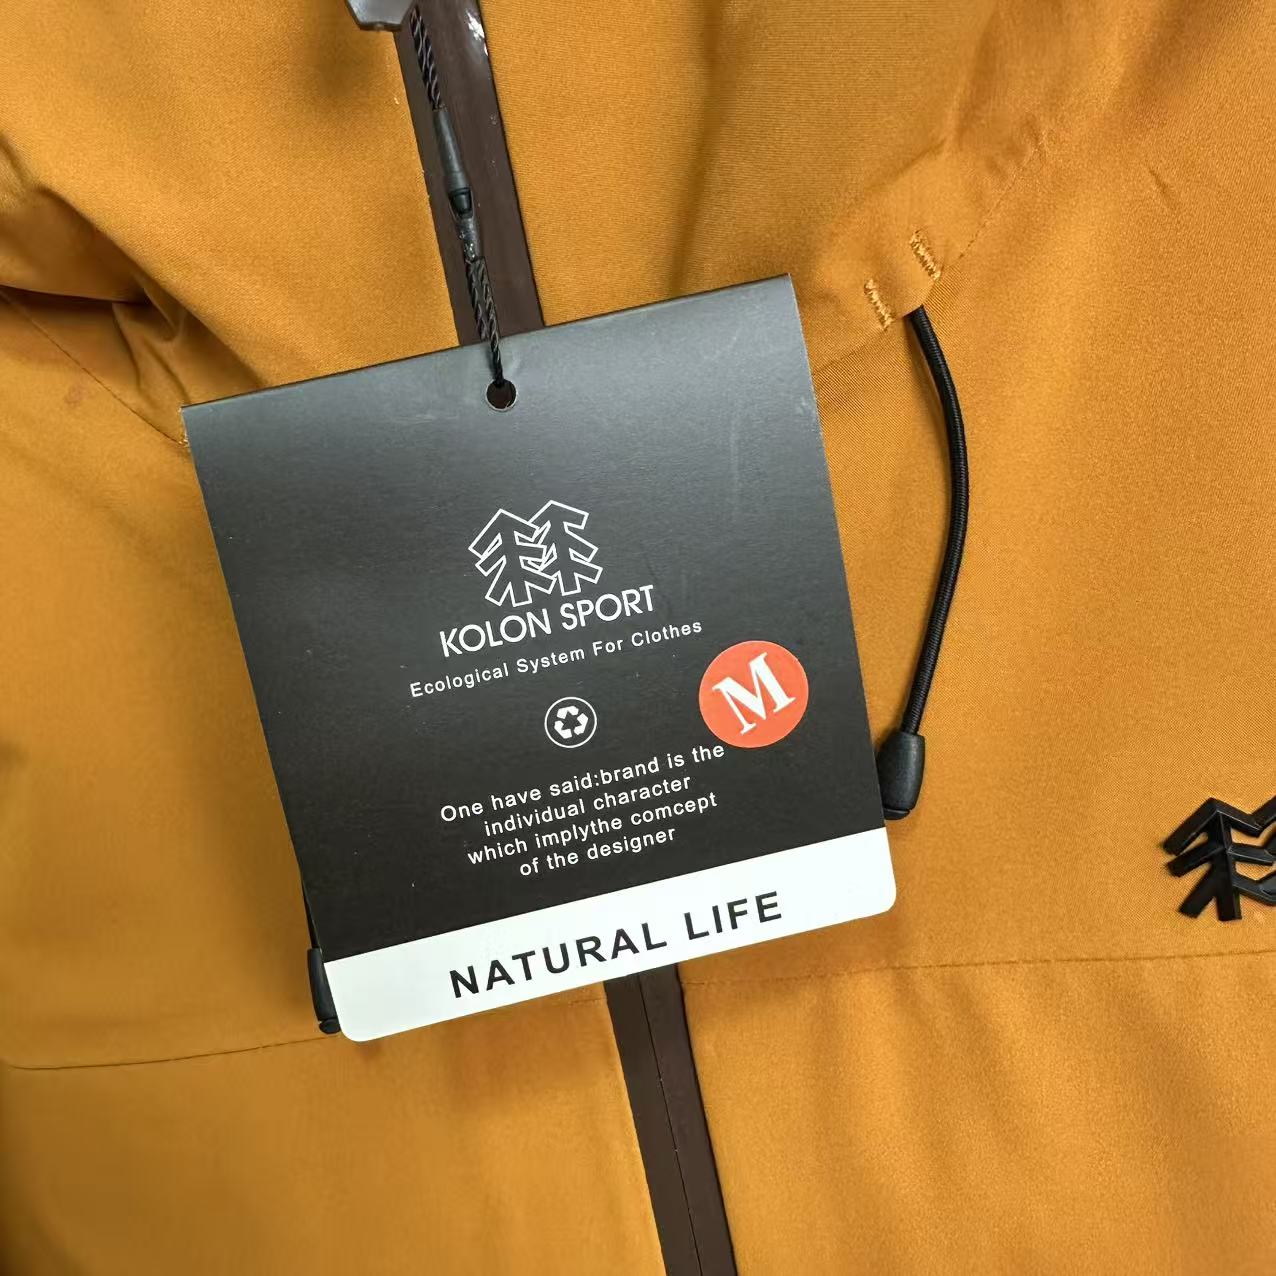 KOLON SPORT
Ecological System For Clothes
M
One have said:brand is the
individual character
which implythe comcept
of the designer
NATURAL LIFE